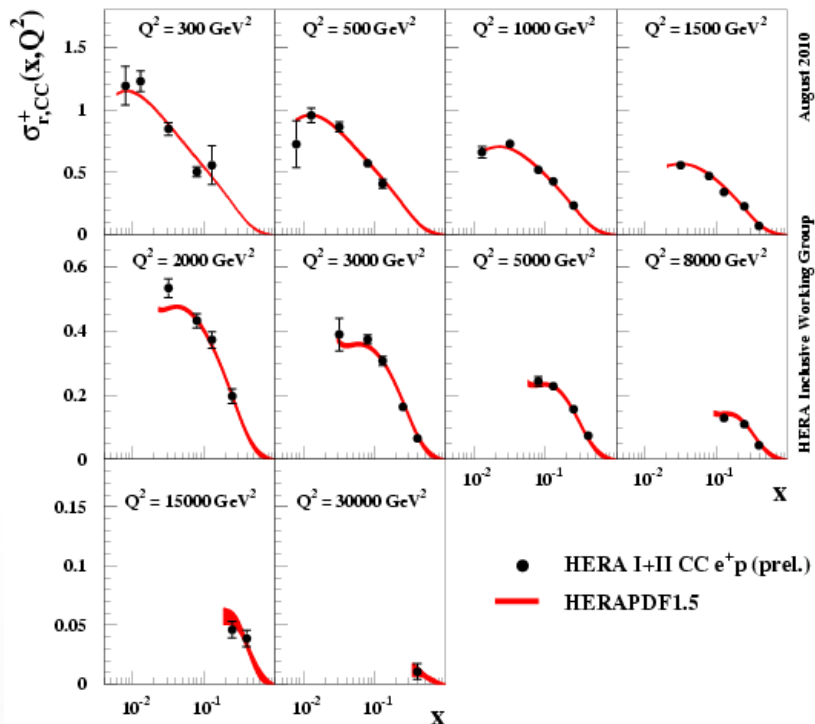 σ⁺r,CC(x,Q²)
Q² = 300 GeV²
Q² = 500 GeV²
Q² = 1000 GeV²
Q² = 1500 GeV²
1.5
1
0.5
0
Q² = 2000 GeV²
Q² = 3000 GeV²
Q² = 5000 GeV²
Q² = 8000 GeV²
0.6
0.4
0.2
0
10⁻² 10⁻¹ 10⁻² 10⁻¹
x
Q² = 15000 GeV²
Q² = 30000 GeV²
0.15
0.1
0.05
0
10⁻² 10⁻¹ 10⁻² 10⁻¹
x
HERA I+II CC e⁺p (prel.)
HERAPDF1.5
August 2010
HERA Inclusive Working Group